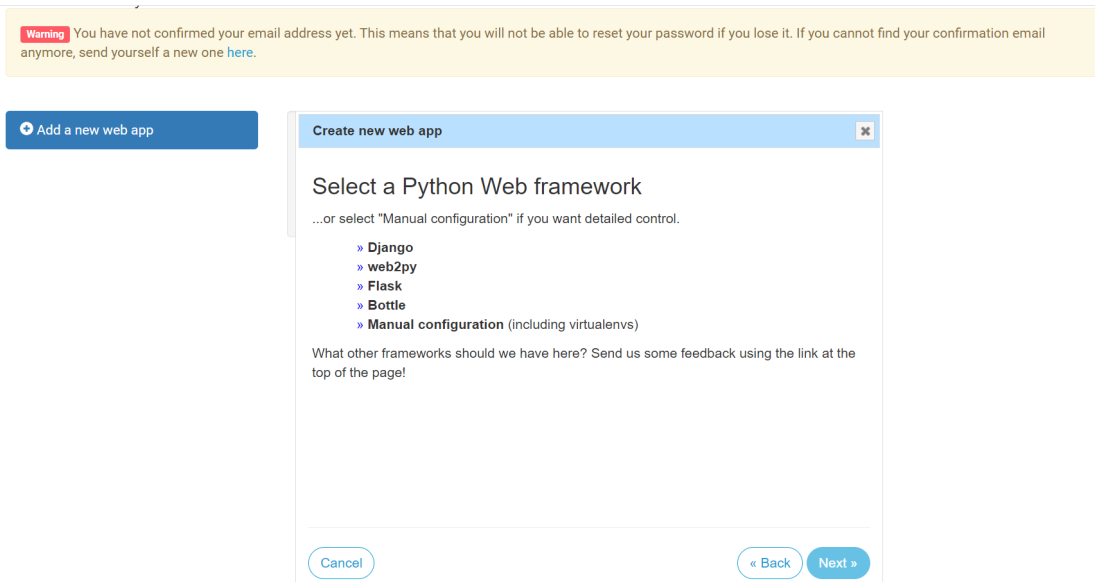 Warning You have not confirmed your email address yet. This means that you will not be able to reset your password if you lose it. If you cannot find your confirmation email
anymore, send yourself a new one here.
Add a new web app
Create new web app
Select a Python Web framework
...or select "Manual configuration" if you want detailed control.
» Django
» web2py
» Flask
» Bottle
» Manual configuration (including virtualenvs)
What other frameworks should we have here? Send us some feedback using the link at the
top of the page!
Cancel
« Back
Next »